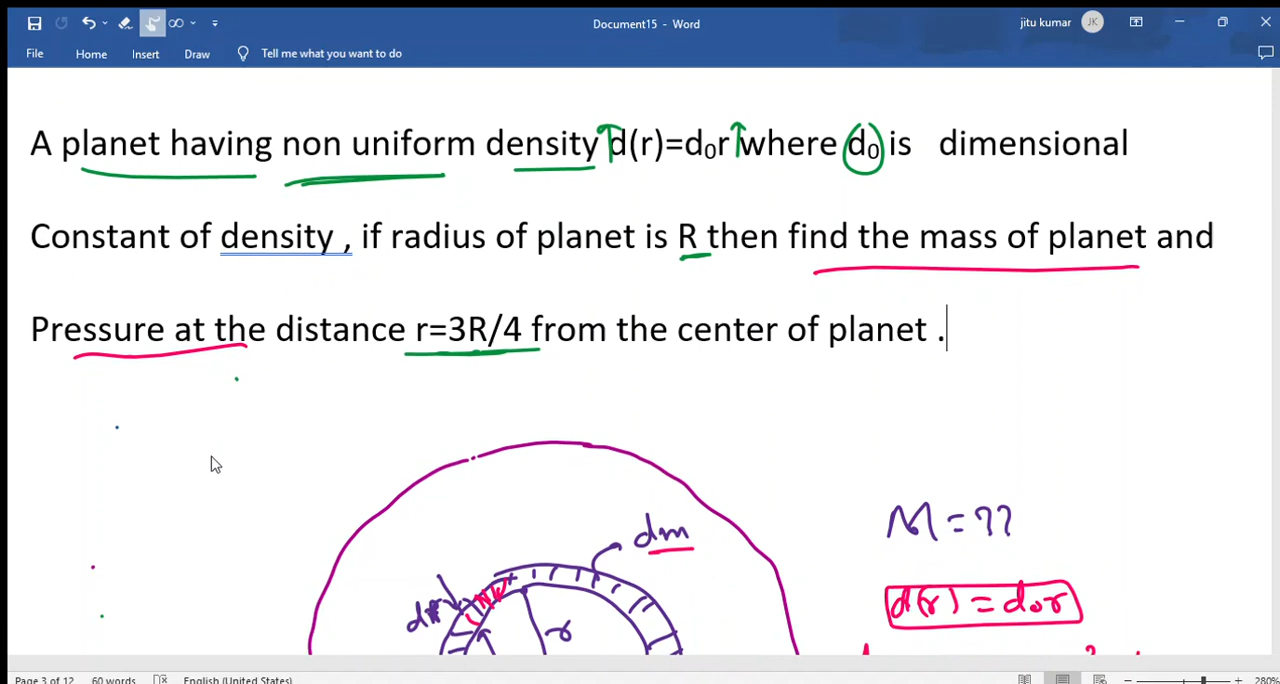 Document15 - Word
jitu kumar
JK
File Home Insert Draw Tell me what you want to do
A planet having non uniform density d(r)=d₀r where d₀ is dimensional
Constant of density , if radius of planet is R then find the mass of planet and
Pressure at the distance r=3R/4 from the center of planet .
dm
M = ??
d(r) = d₀r
r
Page 3 of 12 60 words English (United States) 280%